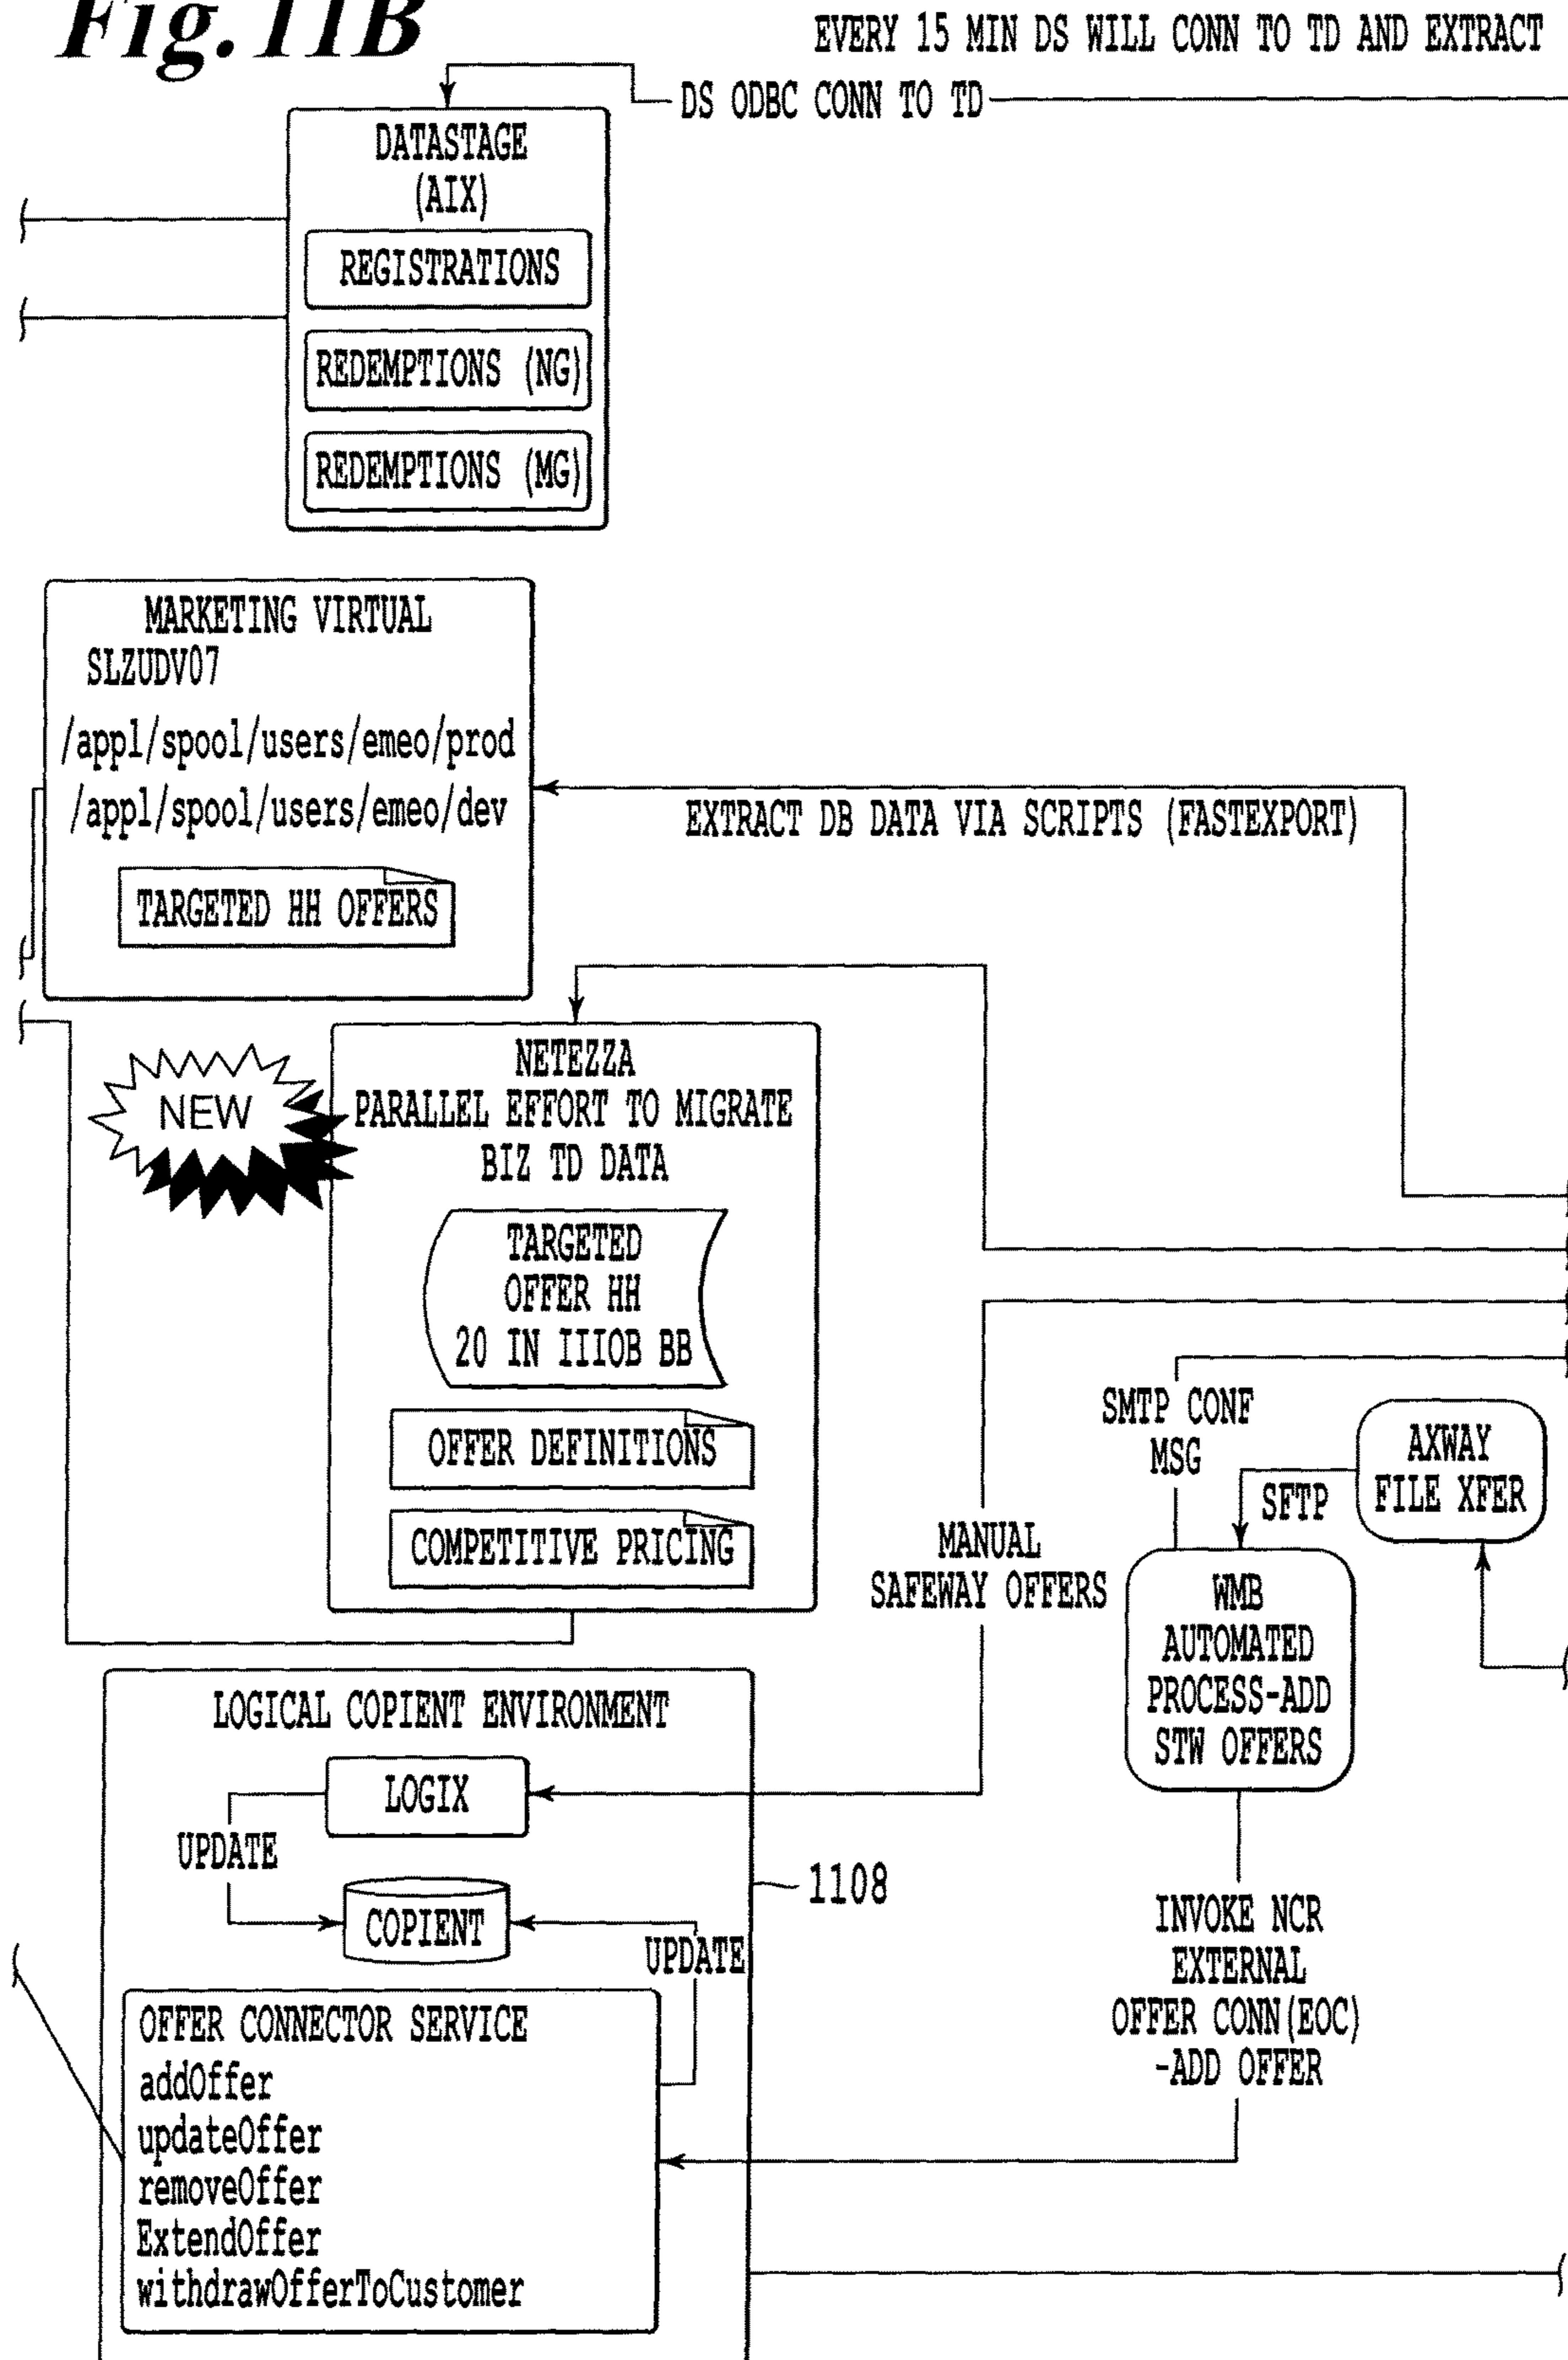 Fig.11B
EVERY 15 MIN DS WILL CONN TO TD AND EXTRACT
DS ODBC CONN TO TD
DATASTAGE
(AIX)
REGISTRATIONS
REDEMPTIONS (NG)
REDEMPTIONS (MG)
MARKETING VIRTUAL
SLZUDV07
/appl/spool/users/emeo/prod
/appl/spool/users/emeo/dev
TARGETED HH OFFERS
EXTRACT DB DATA VIA SCRIPTS (FASTEXPORT)
NEW
NETEZZA
PARALLEL EFFORT TO MIGRATE
BIZ TD DATA
TARGETED
OFFER HH
20 IN IIIOB BB
OFFER DEFINITIONS
COMPETITIVE PRICING
MANUAL
SAFEWAY OFFERS
SMTP CONF
MSG
SFTP
AXWAY
FILE XFER
WMB
AUTOMATED
PROCESS-ADD
STW OFFERS
LOGICAL COPIENT ENVIRONMENT
LOGIX
UPDATE
COPIENT
UPDATE
1108
OFFER CONNECTOR SERVICE
addOffer
updateOffer
removeOffer
ExtendOffer
withdrawOfferToCustomer
INVOKE NCR
EXTERNAL
OFFER CONN(EOC)
-ADD OFFER